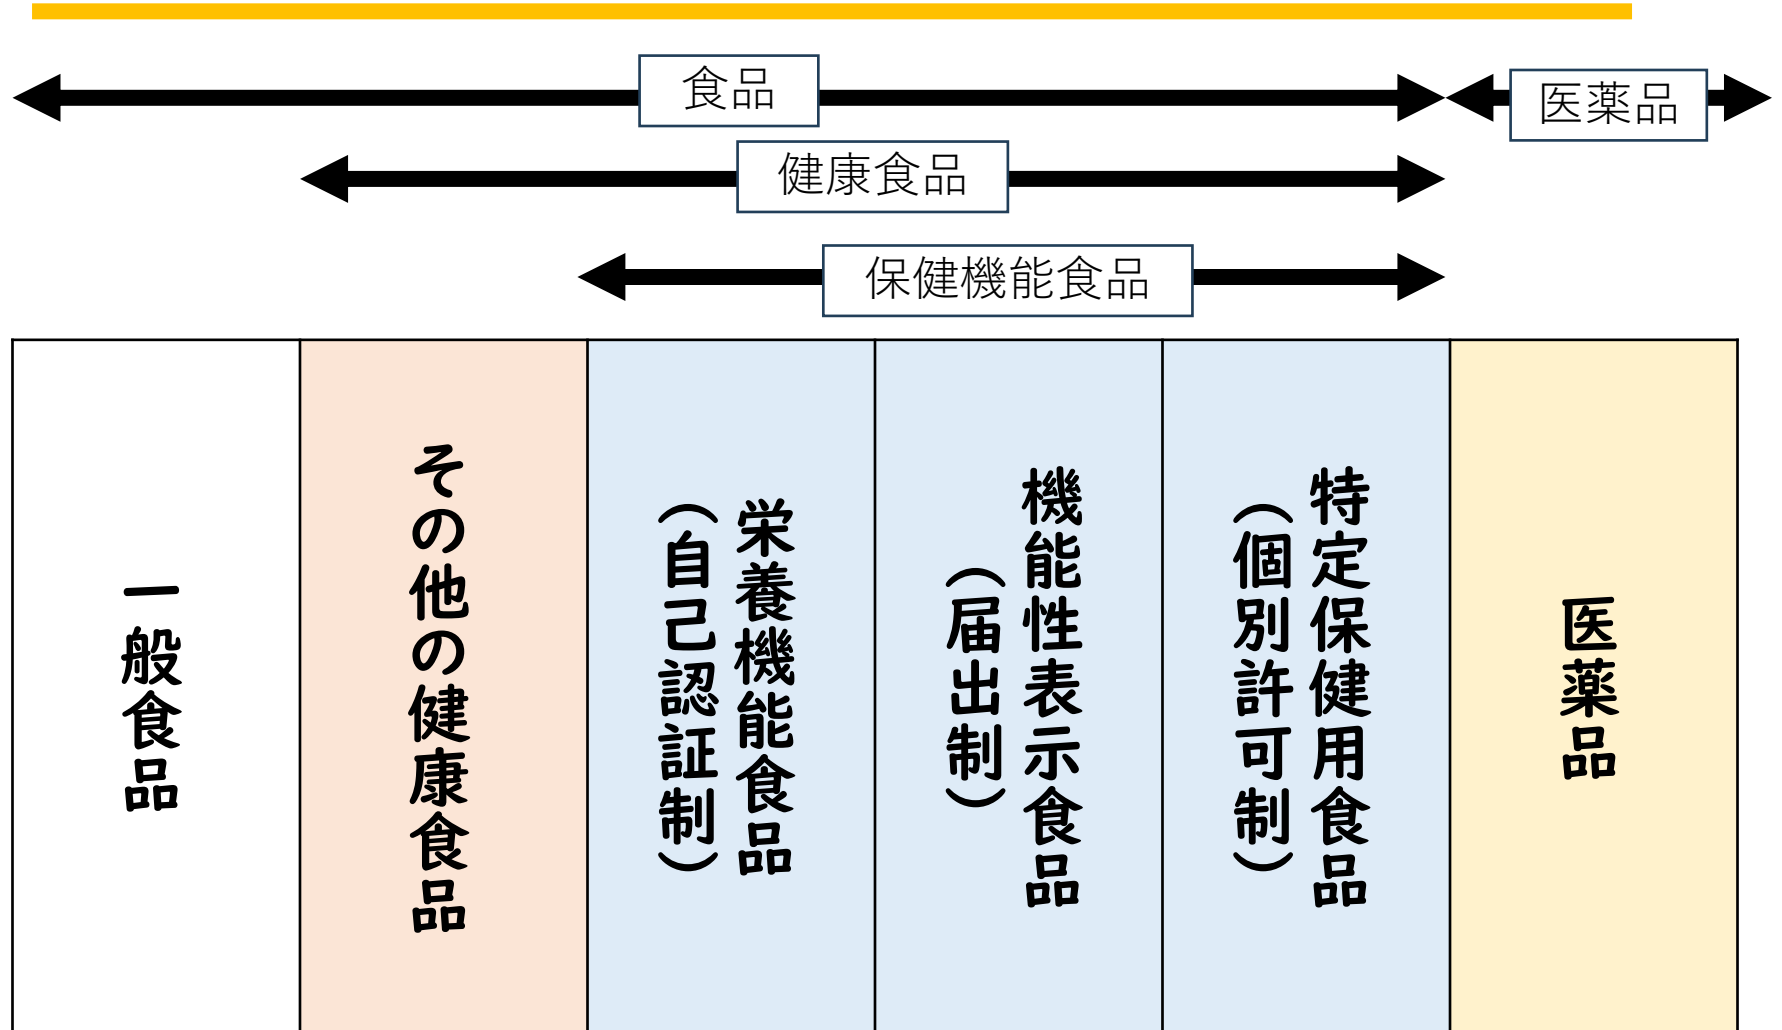 食品
医薬品
健康食品
保健機能食品
一般食品
その他の健康食品
栄養機能食品
（自己認証制）
機能性表示食品
（届出制）
特定保健用食品
（個別許可制）
医薬品